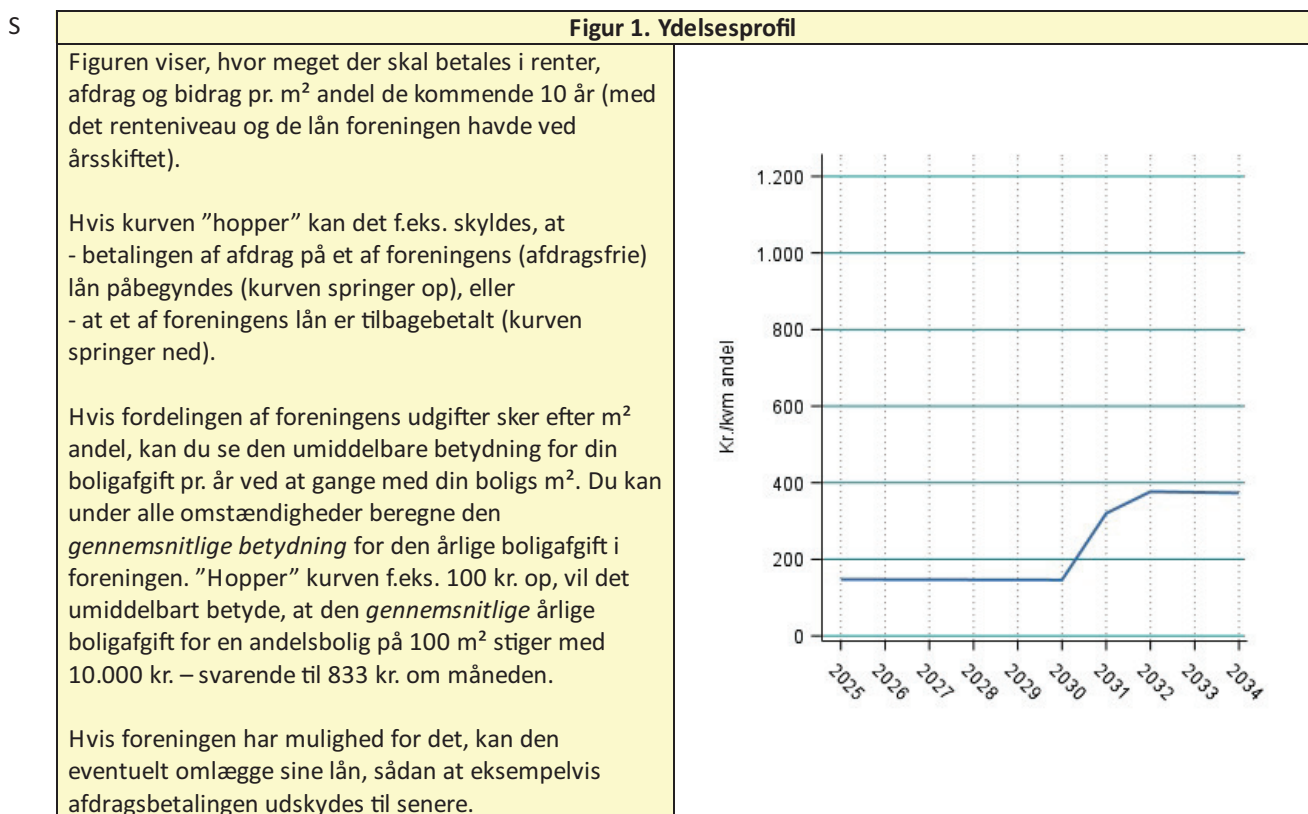 S
Figur 1. Ydelsesprofil
Figuren viser, hvor meget der skal betales i renter,
afdrag og bidrag pr. m² andel de kommende 10 år (med
det renteniveau og de lån foreningen havde ved
årsskiftet).
Hvis kurven ”hopper” kan det f.eks. skyldes, at
- betalingen af afdrag på et af foreningens (afdragsfrie)
lån påbegyndes (kurven springer op), eller
- at et af foreningens lån er tilbagebetalt (kurven
springer ned).
Hvis fordelingen af foreningens udgifter sker efter m²
andel, kan du se den umiddelbare betydning for din
boligafgift pr. år ved at gange med din boligs m². Du kan
under alle omstændigheder beregne den
gennemsnitlige betydning for den årlige boligafgift i
foreningen. ”Hopper” kurven f.eks. 100 kr. op, vil det
umiddelbart betyde, at den gennemsnitlige årlige
boligafgift for en andelsbolig på 100 m² stiger med
10.000 kr. – svarende til 833 kr. om måneden.
Hvis foreningen har mulighed for det, kan den
eventuelt omlægge sine lån, sådan at eksempelvis
afdragsbetalingen udskydes til senere.
Kr./kvm andel
1.200
1.000
800
600
400
200
0
2025
2026
2027
2028
2029
2030
2031
2032
2033
2034